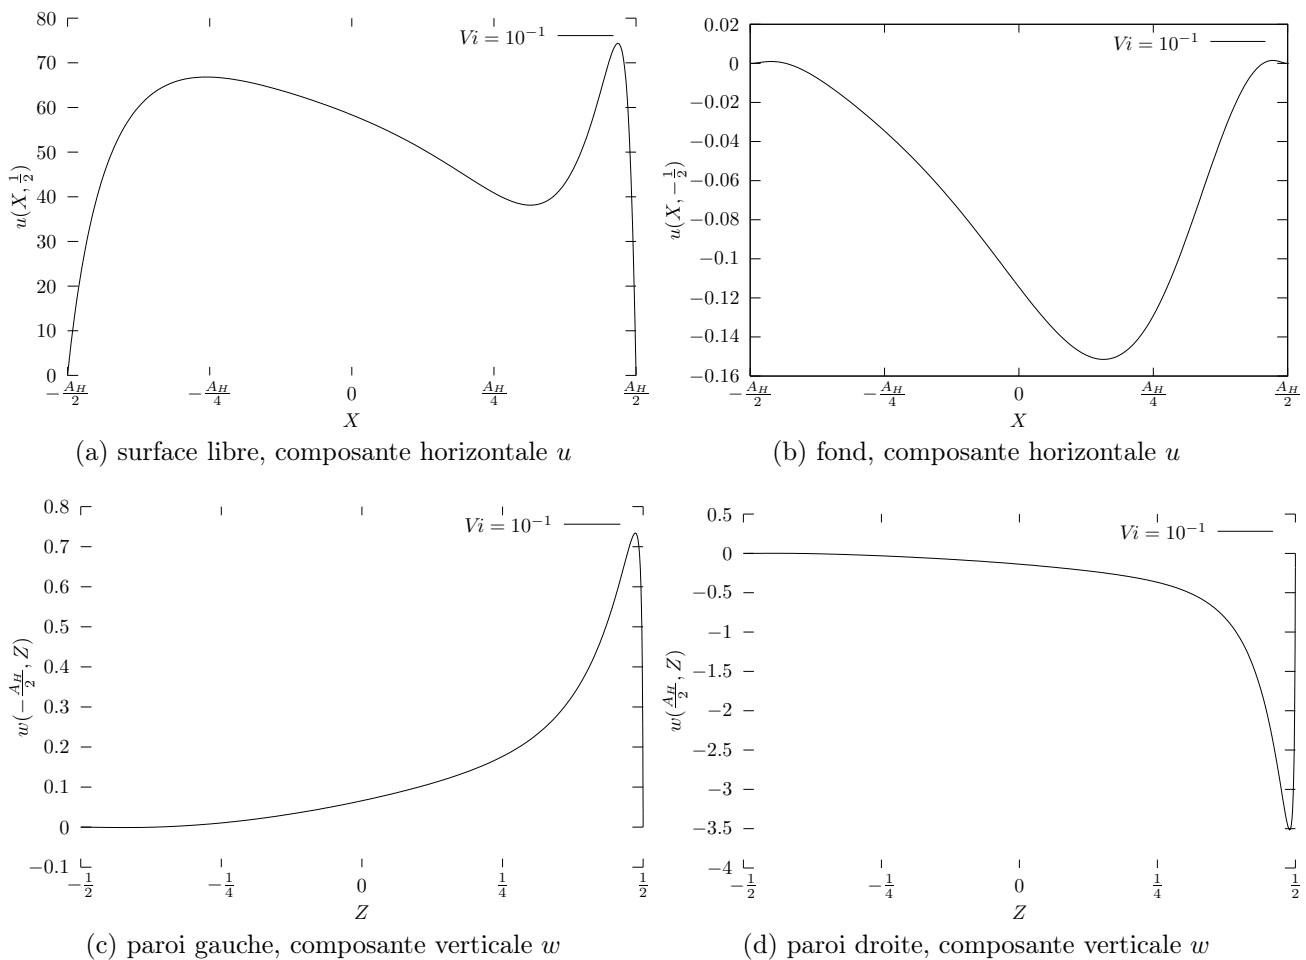 80
70
60
50
40
30
20
10
0
u(X, 1/2)
Vi = 10^{-1}
-A_H/2 -A_H/4 0 A_H/4 A_H/2
X
(a) surface libre, composante horizontale u
0.02
0
-0.02
-0.04
-0.06
-0.08
-0.1
-0.12
-0.14
-0.16
u(X, -1/2)
Vi = 10^{-1}
-A_H/2 -A_H/4 0 A_H/4 A_H/2
X
(b) fond, composante horizontale u
0.8
0.7
0.6
0.5
0.4
0.3
0.2
0.1
0
-0.1
w(-A_H/2, Z)
Vi = 10^{-1}
-1/2 -1/4 0 1/4 1/2
Z
(c) paroi gauche, composante verticale w
0.5
0
-0.5
-1
-1.5
-2
-2.5
-3
-3.5
-4
w(A_H/2, Z)
Vi = 10^{-1}
-1/2 -1/4 0 1/4 1/2
Z
(d) paroi droite, composante verticale w